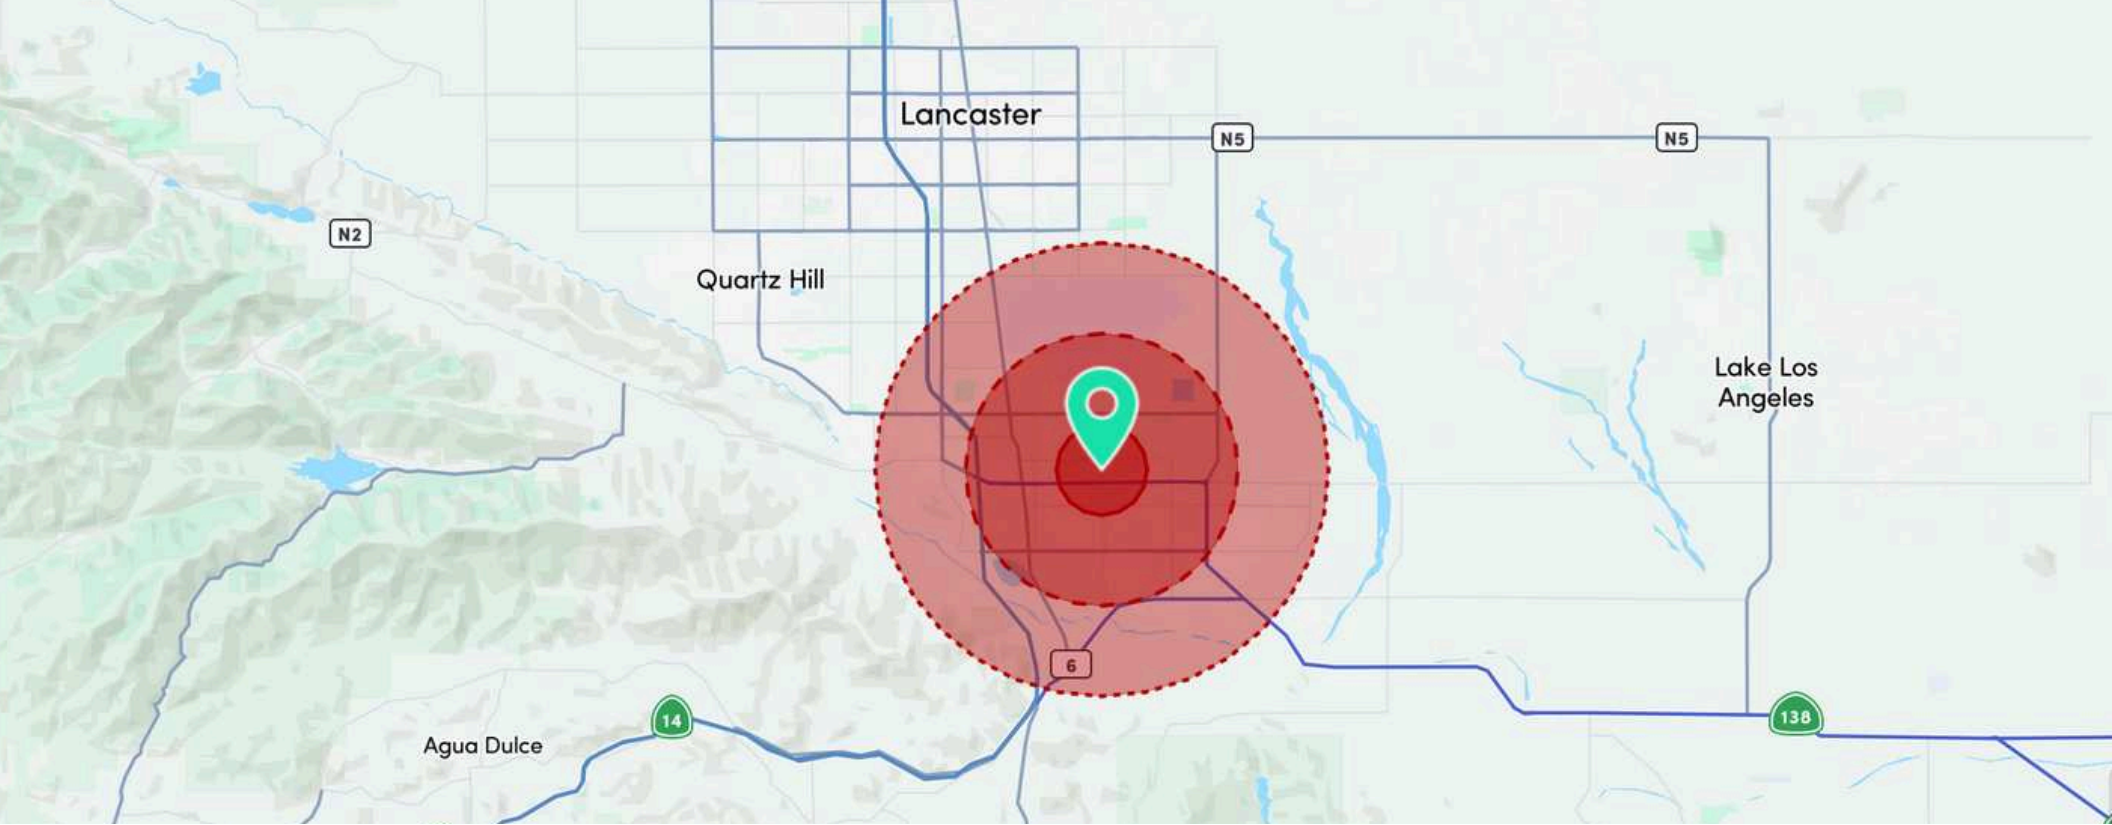 Lancaster
N5
N5
N2
Quartz Hill
Lake Los
Angeles
6
14
138
Agua Dulce